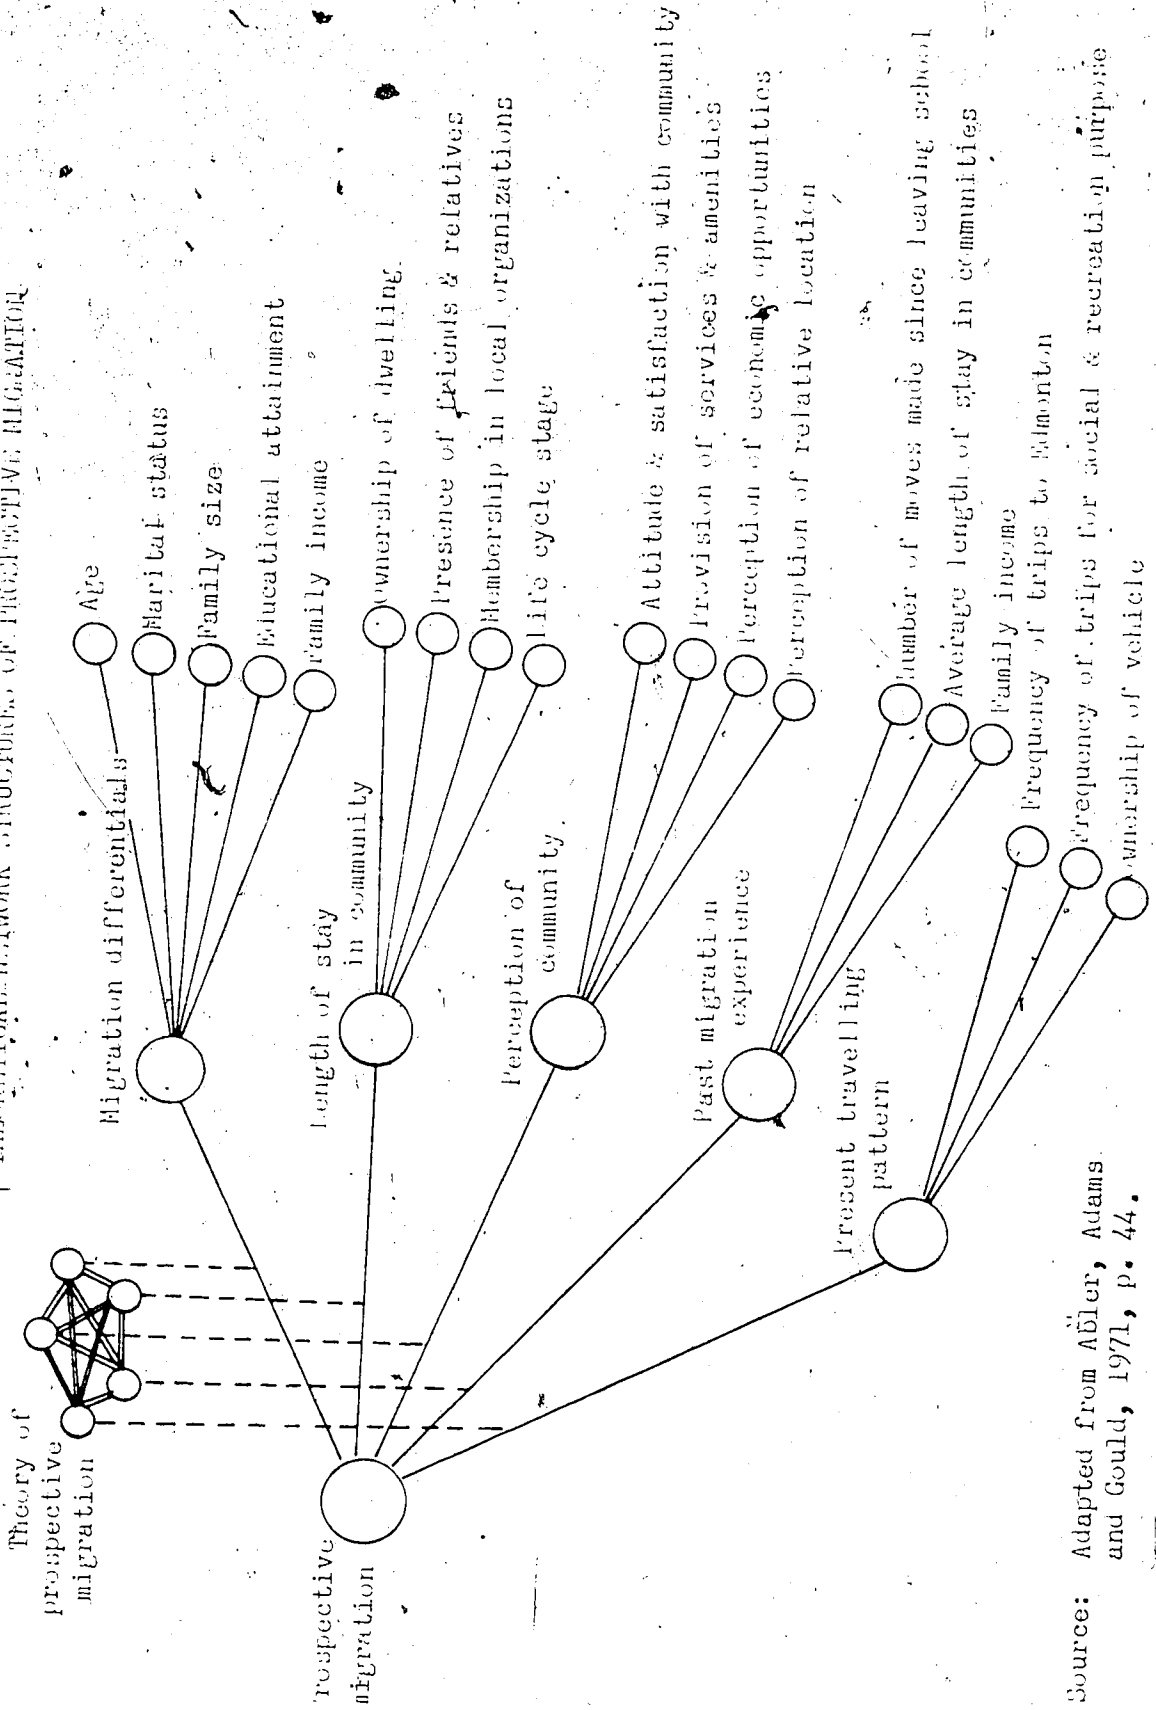 STRUCTURES OF PROSPECTIVE MIGRATION
Theory of
prospective
migration
Prospective
migration
Migration differentials
Age
Marital status
Family size
Educational attainment
Family income
Length of stay
in community
Ownership of dwelling
Presence of friends & relatives
Membership in local organizations
Life cycle stage
Perception of
community
Attitude & satisfaction with community
Provision of services & amenities
Perception of economic opportunities
Perception of relative location
Past migration
experience
Number of moves made since leaving school
Average length of stay in communities
Family income
Present travelling
pattern
Frequency of trips to Edmonton
Frequency of trips for social & recreation purpose
Ownership of vehicle
Source: Adapted from Abler, Adams
and Gould, 1971, p. 44.